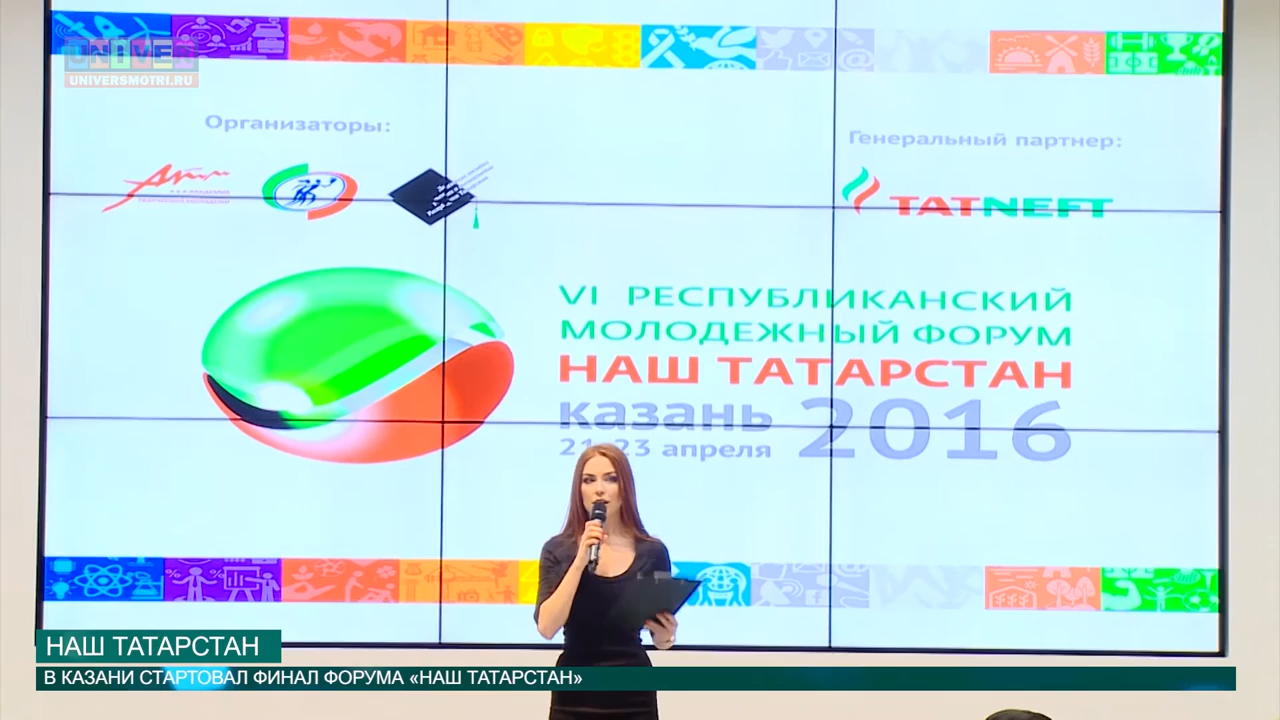 UNIVER
UNIVERSMOTRI.RU
Организаторы:
Генеральный партнер:
TATNEFT
VI РЕСПУБЛИКАНСКИЙ
МОЛОДЕЖНЫЙ ФОРУМ
НАШ ТАТАРСТАН
казань 2016
21-23 апреля
НАШ ТАТАРСТАН
В КАЗАНИ СТАРТОВАЛ ФИНАЛ ФОРУМА «НАШ ТАТАРСТАН»